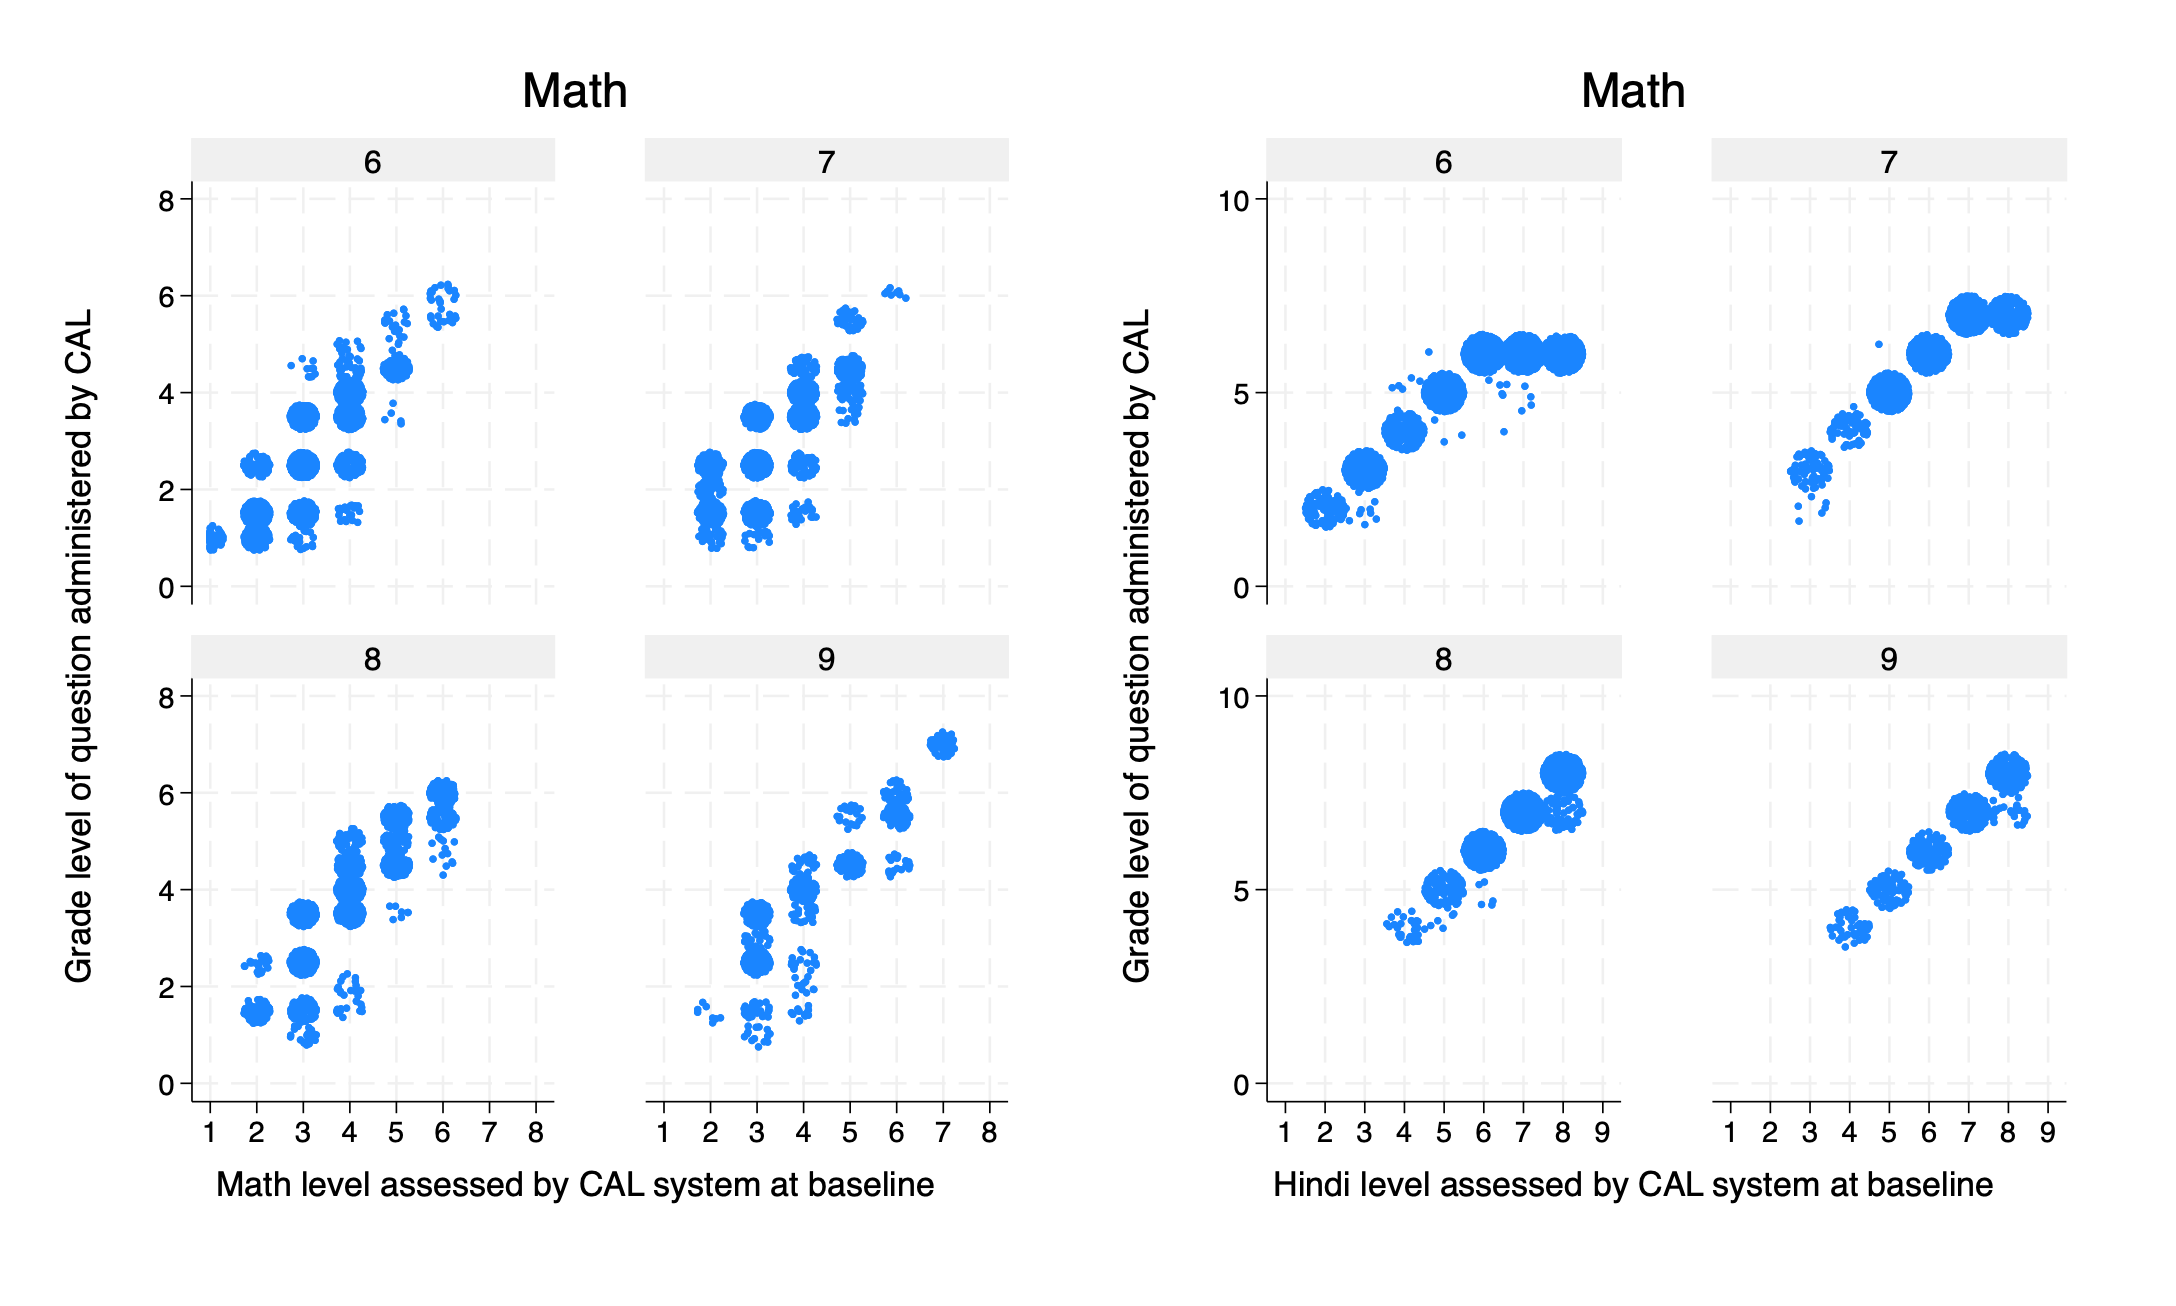 Math
6
7
8
6
4
2
0
8
9
8
6
4
2
0
1 2 3 4 5 6 7 8
1 2 3 4 5 6 7 8
Grade level of question administered by CAL
Math level assessed by CAL system at baseline
Math
6
7
10
5
0
8
9
10
5
0
1 2 3 4 5 6 7 8 9
1 2 3 4 5 6 7 8 9
Grade level of question administered by CAL
Hindi level assessed by CAL system at baseline